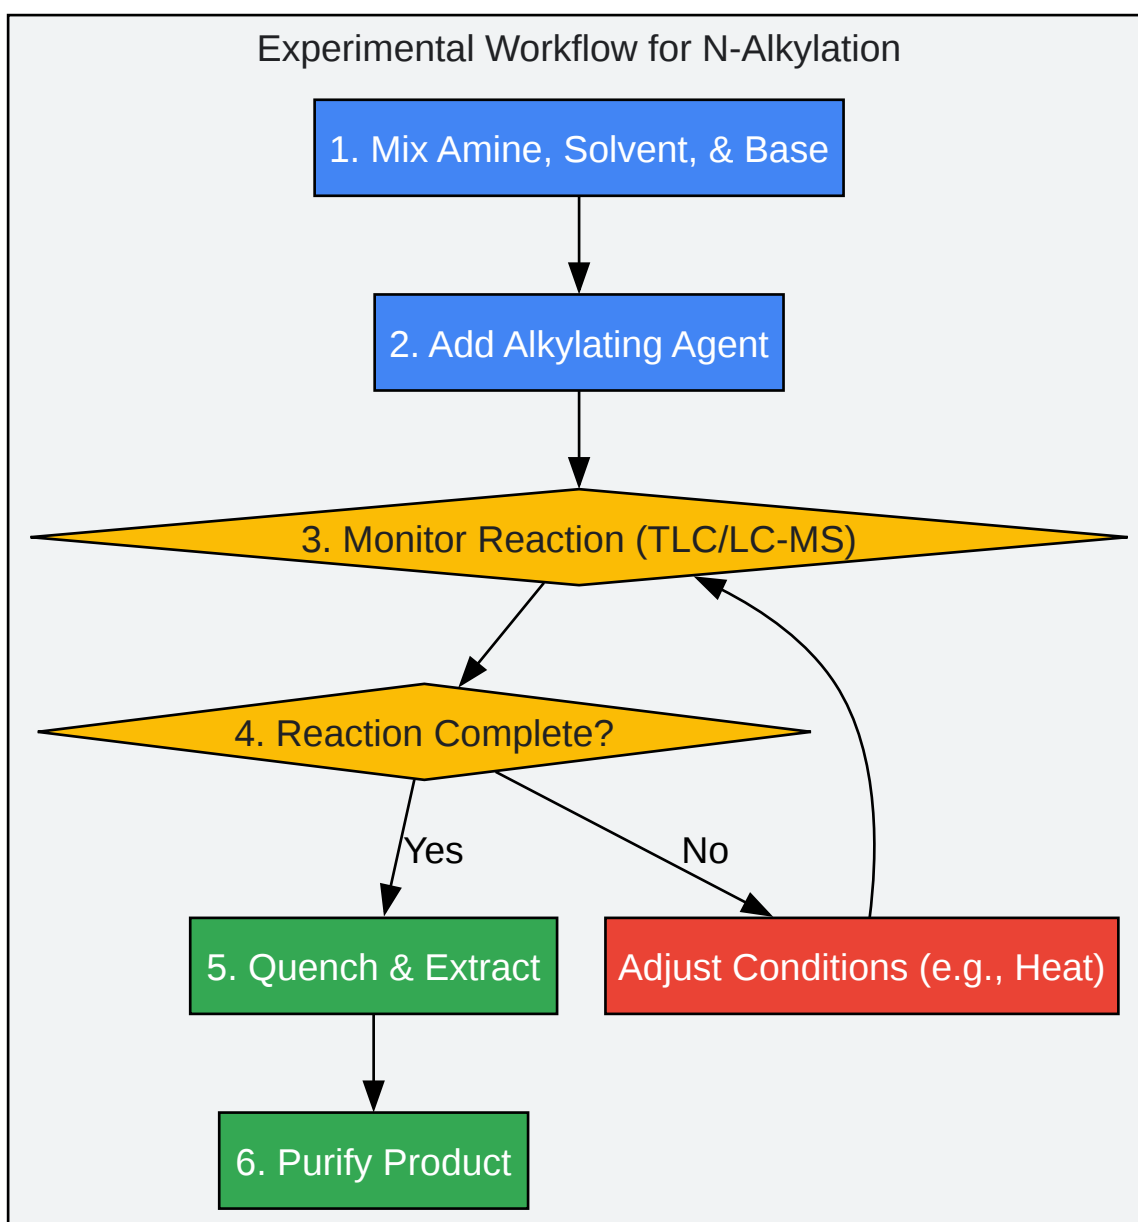 Experimental Workflow for N-Alkylation
1. Mix Amine, Solvent, & Base
2. Add Alkylating Agent
3. Monitor Reaction (TLC/LC-MS)
4. Reaction Complete?
Yes
No
5. Quench & Extract
Adjust Conditions (e.g., Heat)
6. Purify Product